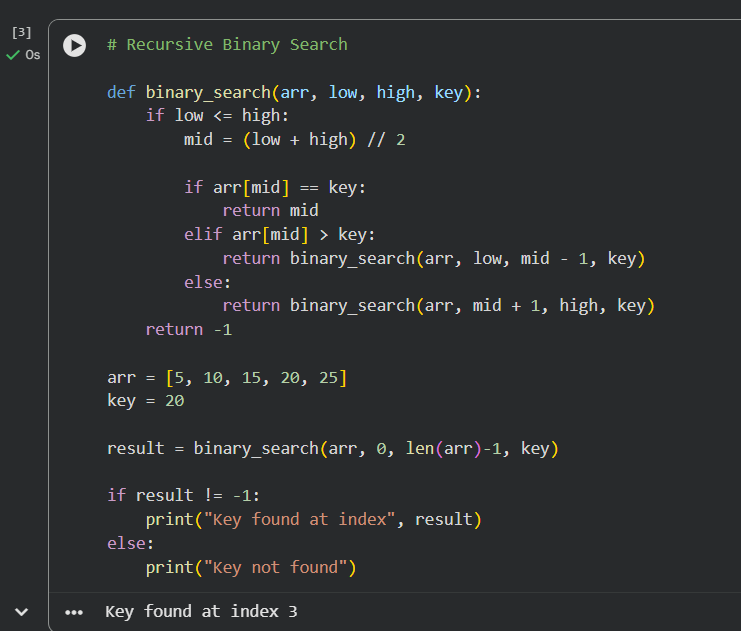 [3]
0s
# Recursive Binary Search
def binary_search(arr, low, high, key):
    if low <= high:
        mid = (low + high) // 2
        if arr[mid] == key:
            return mid
        elif arr[mid] > key:
            return binary_search(arr, low, mid - 1, key)
        else:
            return binary_search(arr, mid + 1, high, key)
    return -1
arr = [5, 10, 15, 20, 25]
key = 20
result = binary_search(arr, 0, len(arr)-1, key)
if result != -1:
    print("Key found at index", result)
else:
    print("Key not found")
Key found at index 3